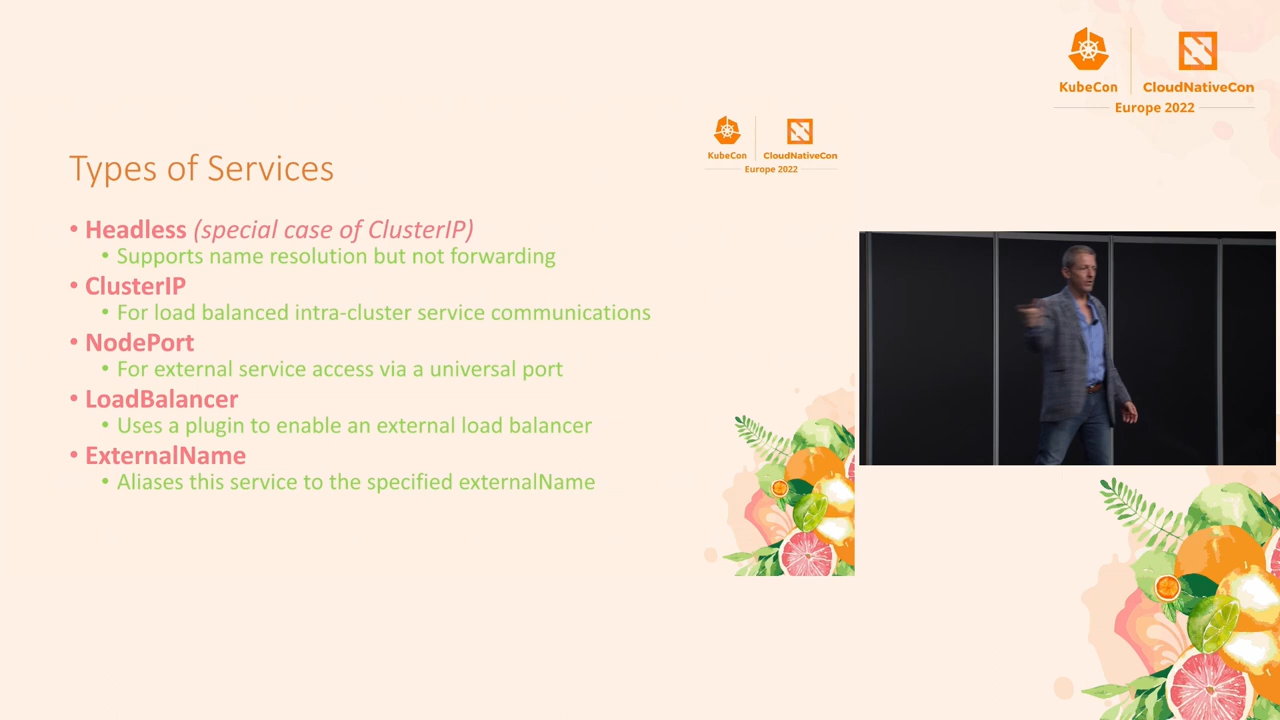 KubeCon
CloudNativeCon
Europe 2022
KubeCon
CloudNativeCon
Europe 2022
Types of Services
• Headless (special case of ClusterIP)
• Supports name resolution but not forwarding
• ClusterIP
• For load balanced intra-cluster service communications
• NodePort
• For external service access via a universal port
• LoadBalancer
• Uses a plugin to enable an external load balancer
• ExternalName
• Aliases this service to the specified externalName